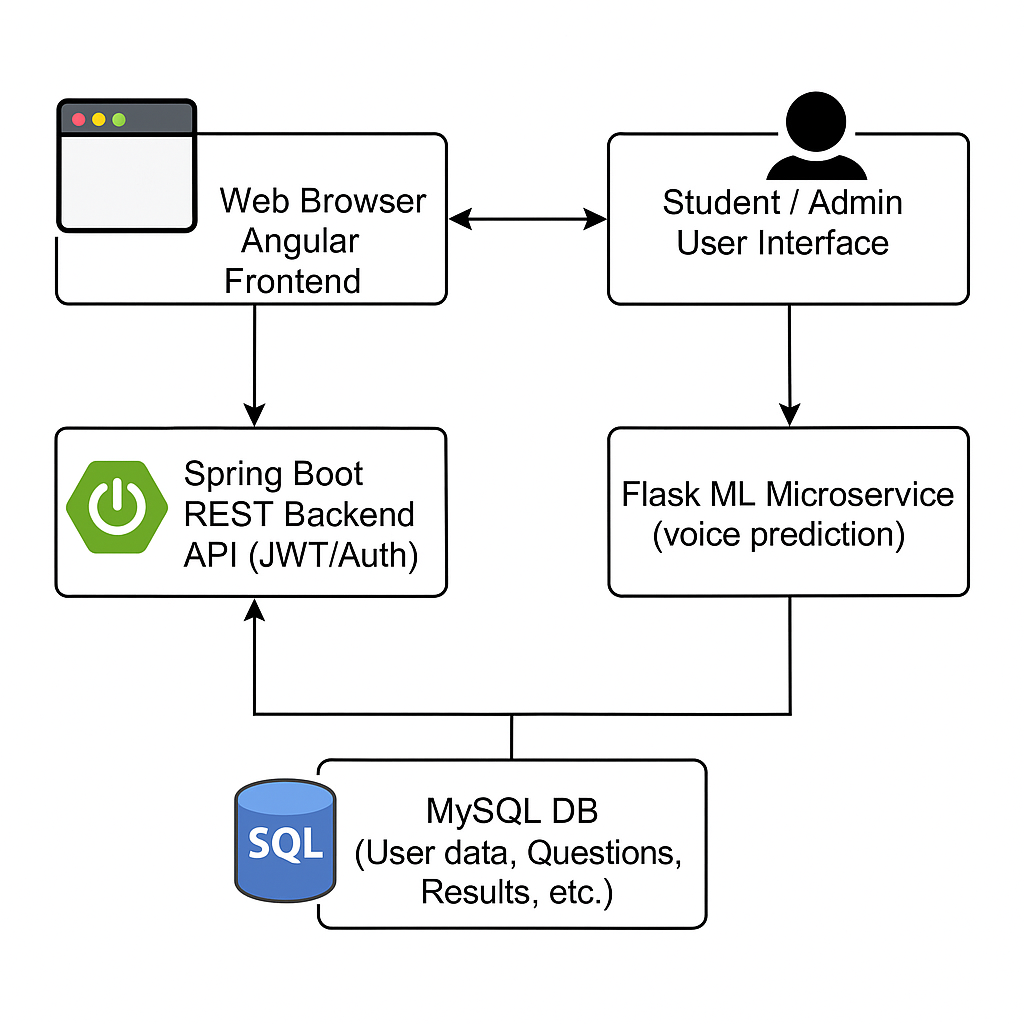 Web Browser
Angular
Frontend
Student / Admin
User Interface
Spring Boot
REST Backend
API (JWT/Auth)
Flask ML Microservice
(voice prediction)
SQL
MySQL DB
(User data, Questions,
Results, etc.)